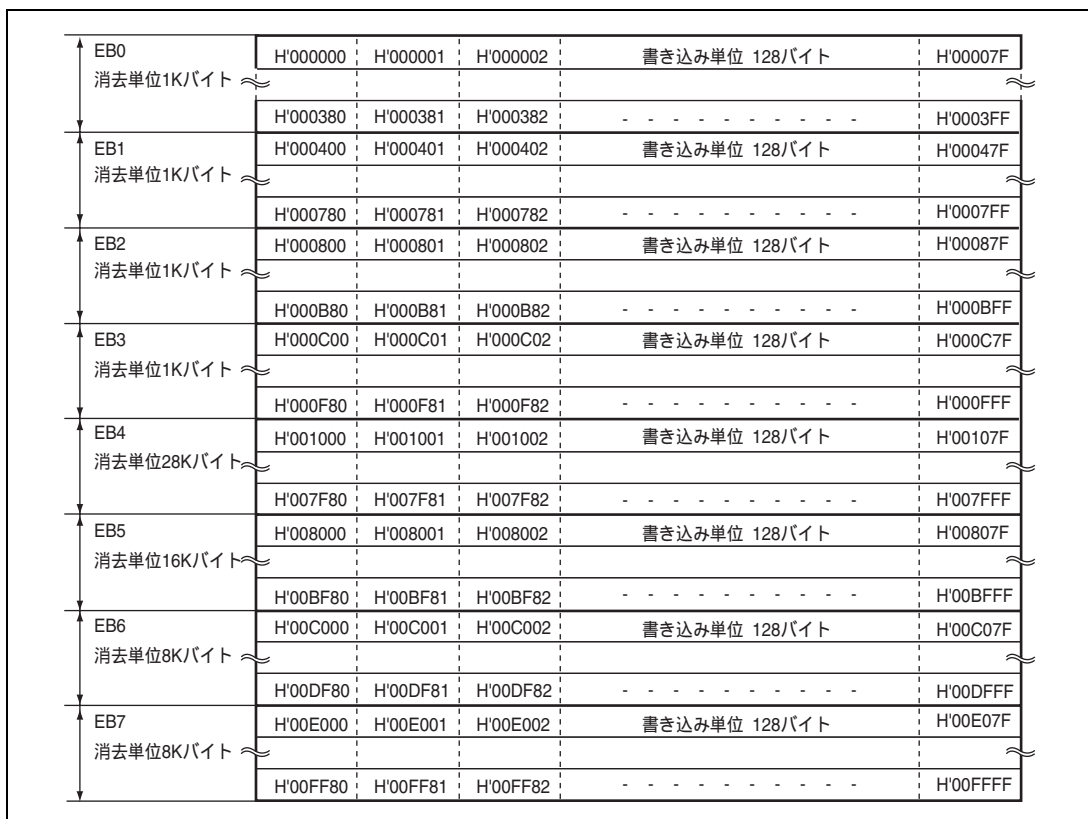 EB0
消去単位1Kバイト
H'000000 H'000001 H'000002 書き込み単位 128バイト H'00007F
H'000380 H'000381 H'000382 - - - - - - - - - - H'0003FF
EB1
消去単位1Kバイト
H'000400 H'000401 H'000402 書き込み単位 128バイト H'00047F
H'000780 H'000781 H'000782 - - - - - - - - - - H'0007FF
EB2
消去単位1Kバイト
H'000800 H'000801 H'000802 書き込み単位 128バイト H'00087F
H'000B80 H'000B81 H'000B82 - - - - - - - - - - H'000BFF
EB3
消去単位1Kバイト
H'000C00 H'000C01 H'000C02 書き込み単位 128バイト H'000C7F
H'000F80 H'000F81 H'000F82 - - - - - - - - - - H'000FFF
EB4
消去単位28Kバイト
H'001000 H'001001 H'001002 書き込み単位 128バイト H'00107F
H'007F80 H'007F81 H'007F82 - - - - - - - - - - H'007FFF
EB5
消去単位16Kバイト
H'008000 H'008001 H'008002 書き込み単位 128バイト H'00807F
H'00BF80 H'00BF81 H'00BF82 - - - - - - - - - - H'00BFFF
EB6
消去単位8Kバイト
H'00C000 H'00C001 H'00C002 書き込み単位 128バイト H'00C07F
H'00DF80 H'00DF81 H'00DF82 - - - - - - - - - - H'00DFFF
EB7
消去単位8Kバイト
H'00E000 H'00E001 H'00E002 書き込み単位 128バイト H'00E07F
H'00FF80 H'00FF81 H'00FF82 - - - - - - - - - - H'00FFFF